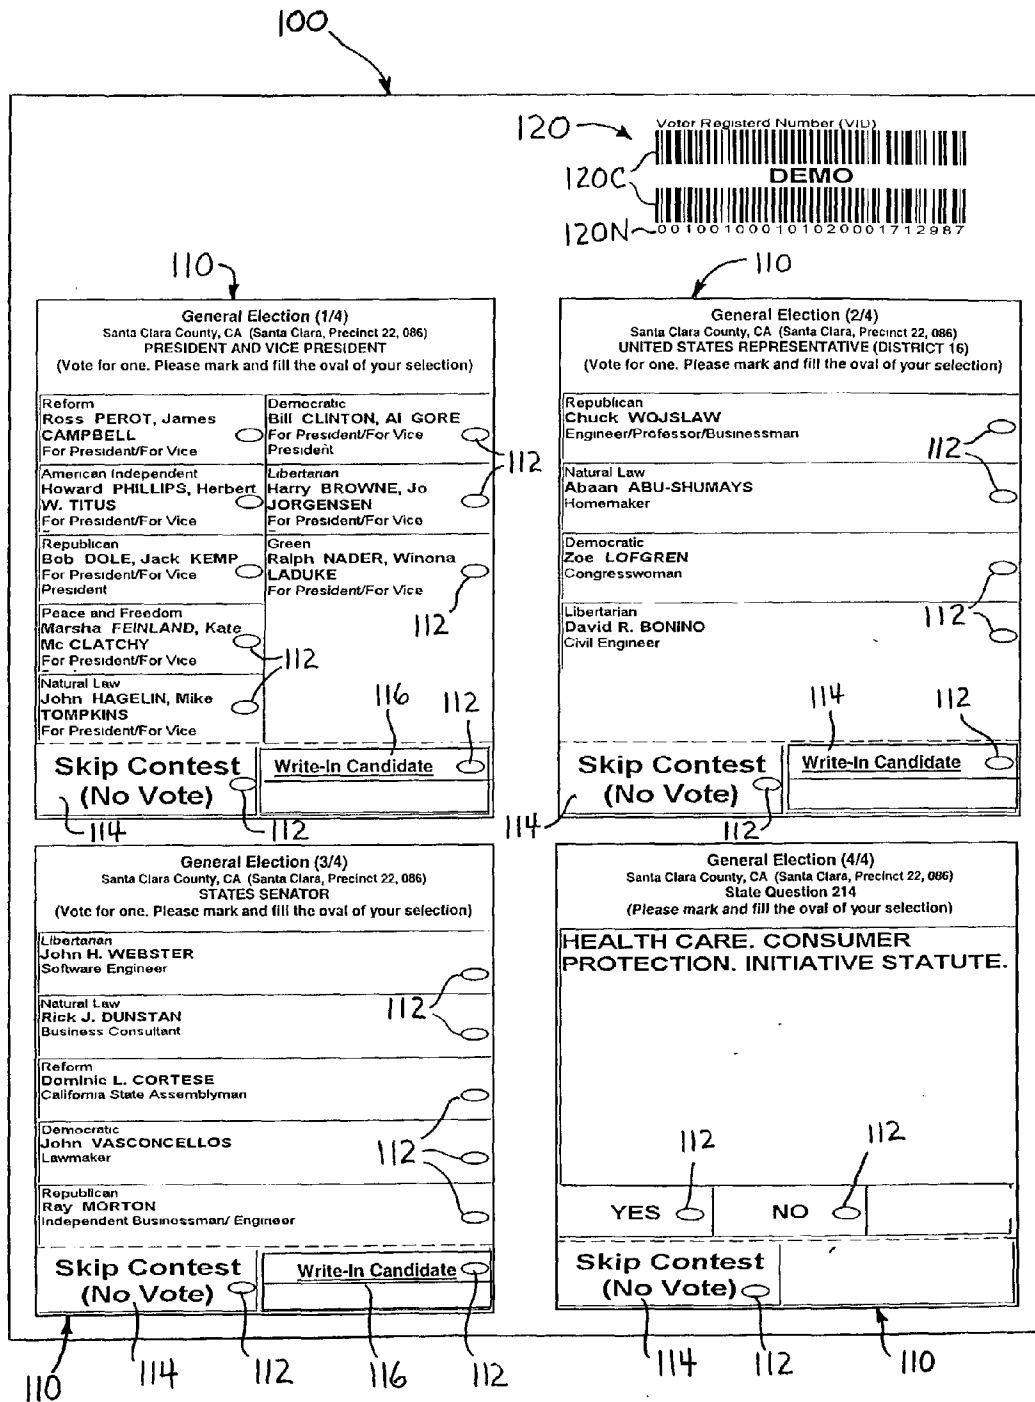 100
120
Voter Registerd Number (VID)
120C
DEMO
120N
001001000101020001712987
110
General Election (1/4)
Santa Clara County, CA (Santa Clara, Precinct 22, 086)
PRESIDENT AND VICE PRESIDENT
(Vote for one. Please mark and fill the oval of your selection)
Reform
Ross PEROT, James
CAMPBELL
For President/For Vice
American Independent
Howard PHILLIPS, Herbert
W. TITUS
For President/For Vice
Republican
Bob DOLE, Jack KEMP
For President/For Vice
President
Peace and Freedom
Marsha FEINLAND, Kate
Mc CLATCHY
For President/For Vice
112
Natural Law
John HAGELIN, Mike
TOMPKINS
For President/For Vice
Democratic
Bill CLINTON, Al GORE
For President/For Vice
President
112
Libertarian
Harry BROWNE, Jo
JORGENSEN
For President/For Vice
Green
Ralph NADER, Winona
LADUKE
For President/For Vice
112
116
112
Skip Contest
(No Vote)
Write-In Candidate
114
112
110
General Election (2/4)
Santa Clara County, CA (Santa Clara, Precinct 22, 086)
UNITED STATES REPRESENTATIVE (DISTRICT 16)
(Vote for one. Please mark and fill the oval of your selection)
Republican
Chuck WOJSLAW
Engineer/Professor/Businessman
112
Natural Law
Abaan ABU-SHUMAYS
Homemaker
Democratic
Zoe LOFGREN
Congresswoman
112
Libertarian
David R. BONINO
Civil Engineer
114
112
Skip Contest
(No Vote)
Write-In Candidate
114
112
General Election (3/4)
Santa Clara County, CA (Santa Clara, Precinct 22, 086)
STATES SENATOR
(Vote for one. Please mark and fill the oval of your selection)
Libertarian
John H. WEBSTER
Software Engineer
112
Natural Law
Rick J. DUNSTAN
Business Consultant
Reform
Dominic L. CORTESE
California State Assemblyman
Democratic
John VASCONCELLOS
Lawmaker
112
Republican
Ray MORTON
Independent Businessman/ Engineer
Skip Contest
(No Vote)
Write-In Candidate
110
114
112
116
112
General Election (4/4)
Santa Clara County, CA (Santa Clara, Precinct 22, 086)
State Question 214
(Please mark and fill the oval of your selection)
HEALTH CARE. CONSUMER
PROTECTION. INITIATIVE STATUTE.
112
112
YES
NO
Skip Contest
(No Vote)
114
112
110